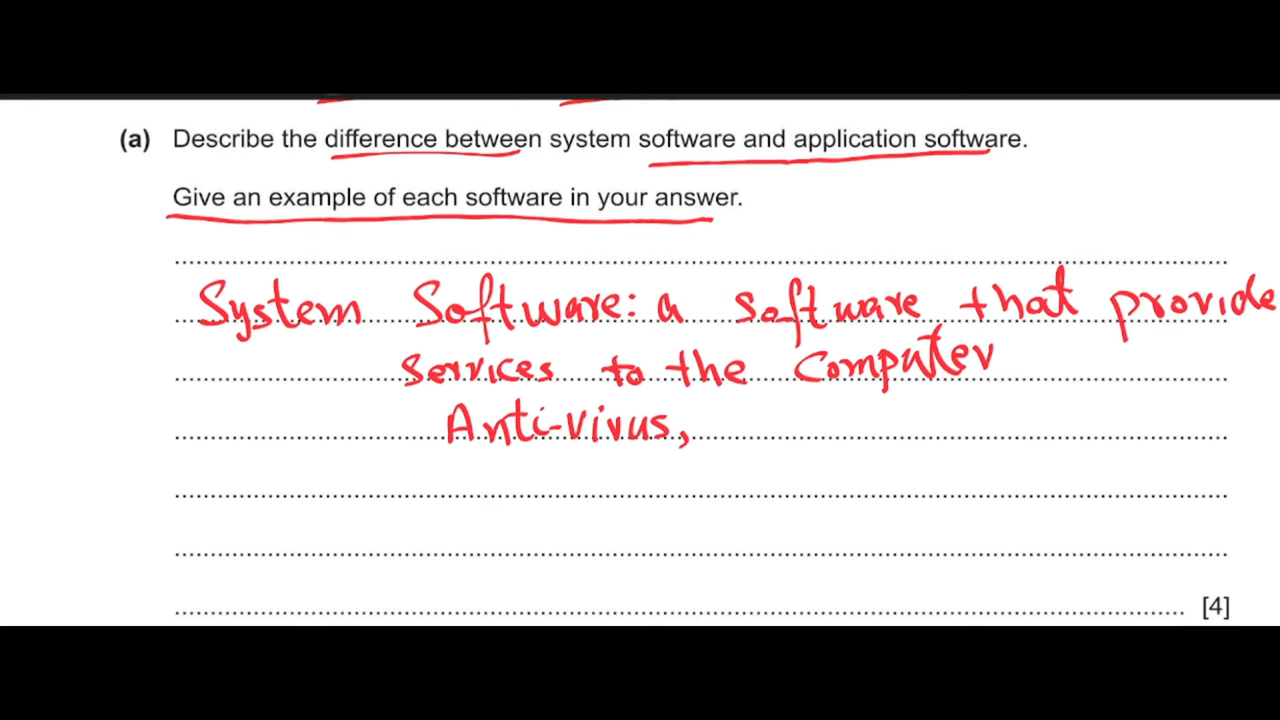 (a) Describe the difference between system software and application software.
Give an example of each software in your answer.
System Software: a software that provide
services to the Computer
Anti-virus,
[4]